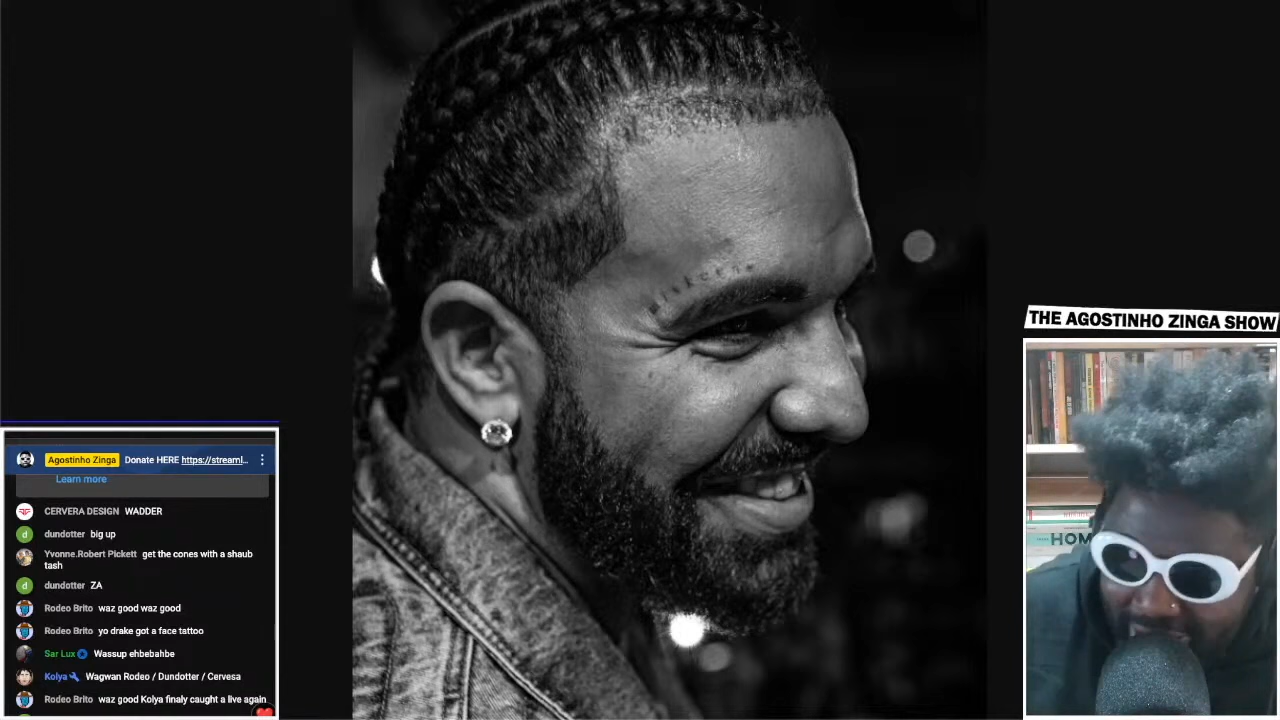 THE AGOSTINHO ZINGA SHOW
Agostinho Zinga Donate HERE https://streaml...
Learn more
CERVERA DESIGN WADDER
d dundotter big up
Yvonne.Robert Pickett get the cones with a shaub
tash
d dundotter ZA
Rodeo Brito waz good waz good
Rodeo Brito yo drake got a face tattoo
Sar Lux Wassup ehbebahbe
Kolya Wagwan Rodeo / Dundotter / Cervesa
Rodeo Brito waz good Kolya finaly caught a live again
HOM